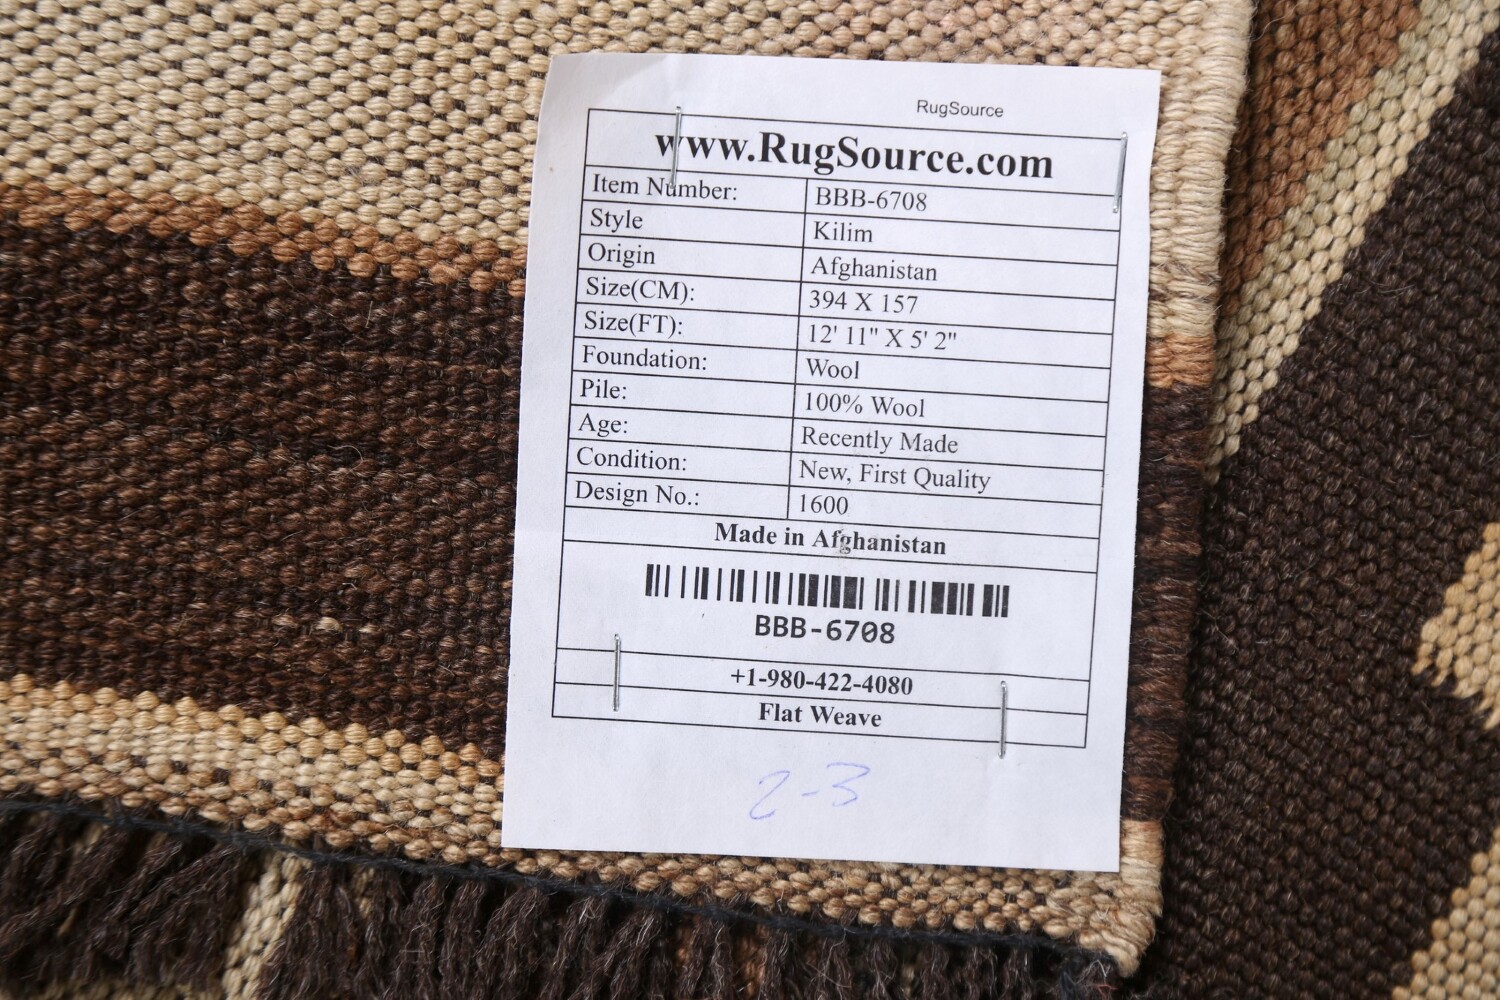 RugSource
www.RugSource.com
Item Number: BBB-6708
Style Kilim
Origin Afghanistan
Size(CM): 394 X 157
Size(FT): 12' 11" X 5' 2"
Foundation: Wool
Pile: 100% Wool
Age: Recently Made
Condition: New, First Quality
Design No.: 1600
Made in Afghanistan
BBB-6708
+1-980-422-4080
Flat Weave
2-3